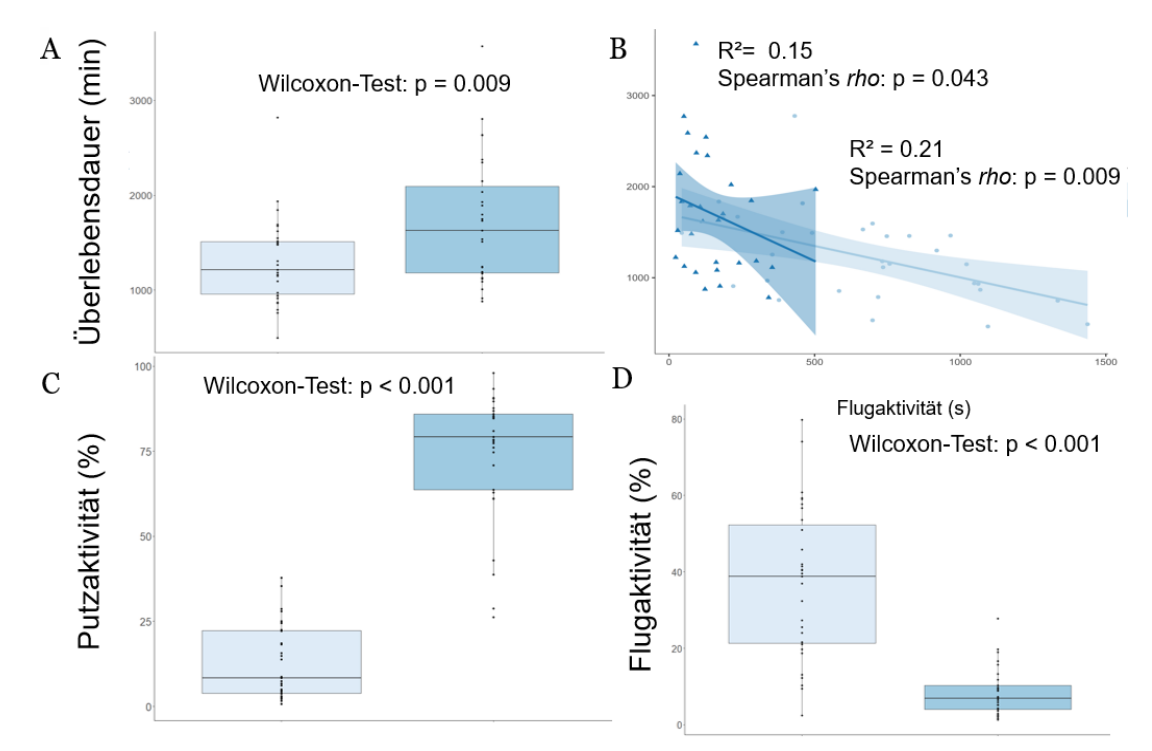 A
Überlebensdauer (min)
Wilcoxon-Test: p = 0.009
3000
2000
1000
B
R²= 0.15
Spearman's rho: p = 0.043
R² = 0.21
Spearman's rho: p = 0.009
3000
2000
1000
0 500 1000 1500
Flugaktivität (s)
C
Putzaktivität (%)
Wilcoxon-Test: p < 0.001
100
75
50
25
0
D
Flugaktivität (%)
Wilcoxon-Test: p < 0.001
80
60
40
20
0